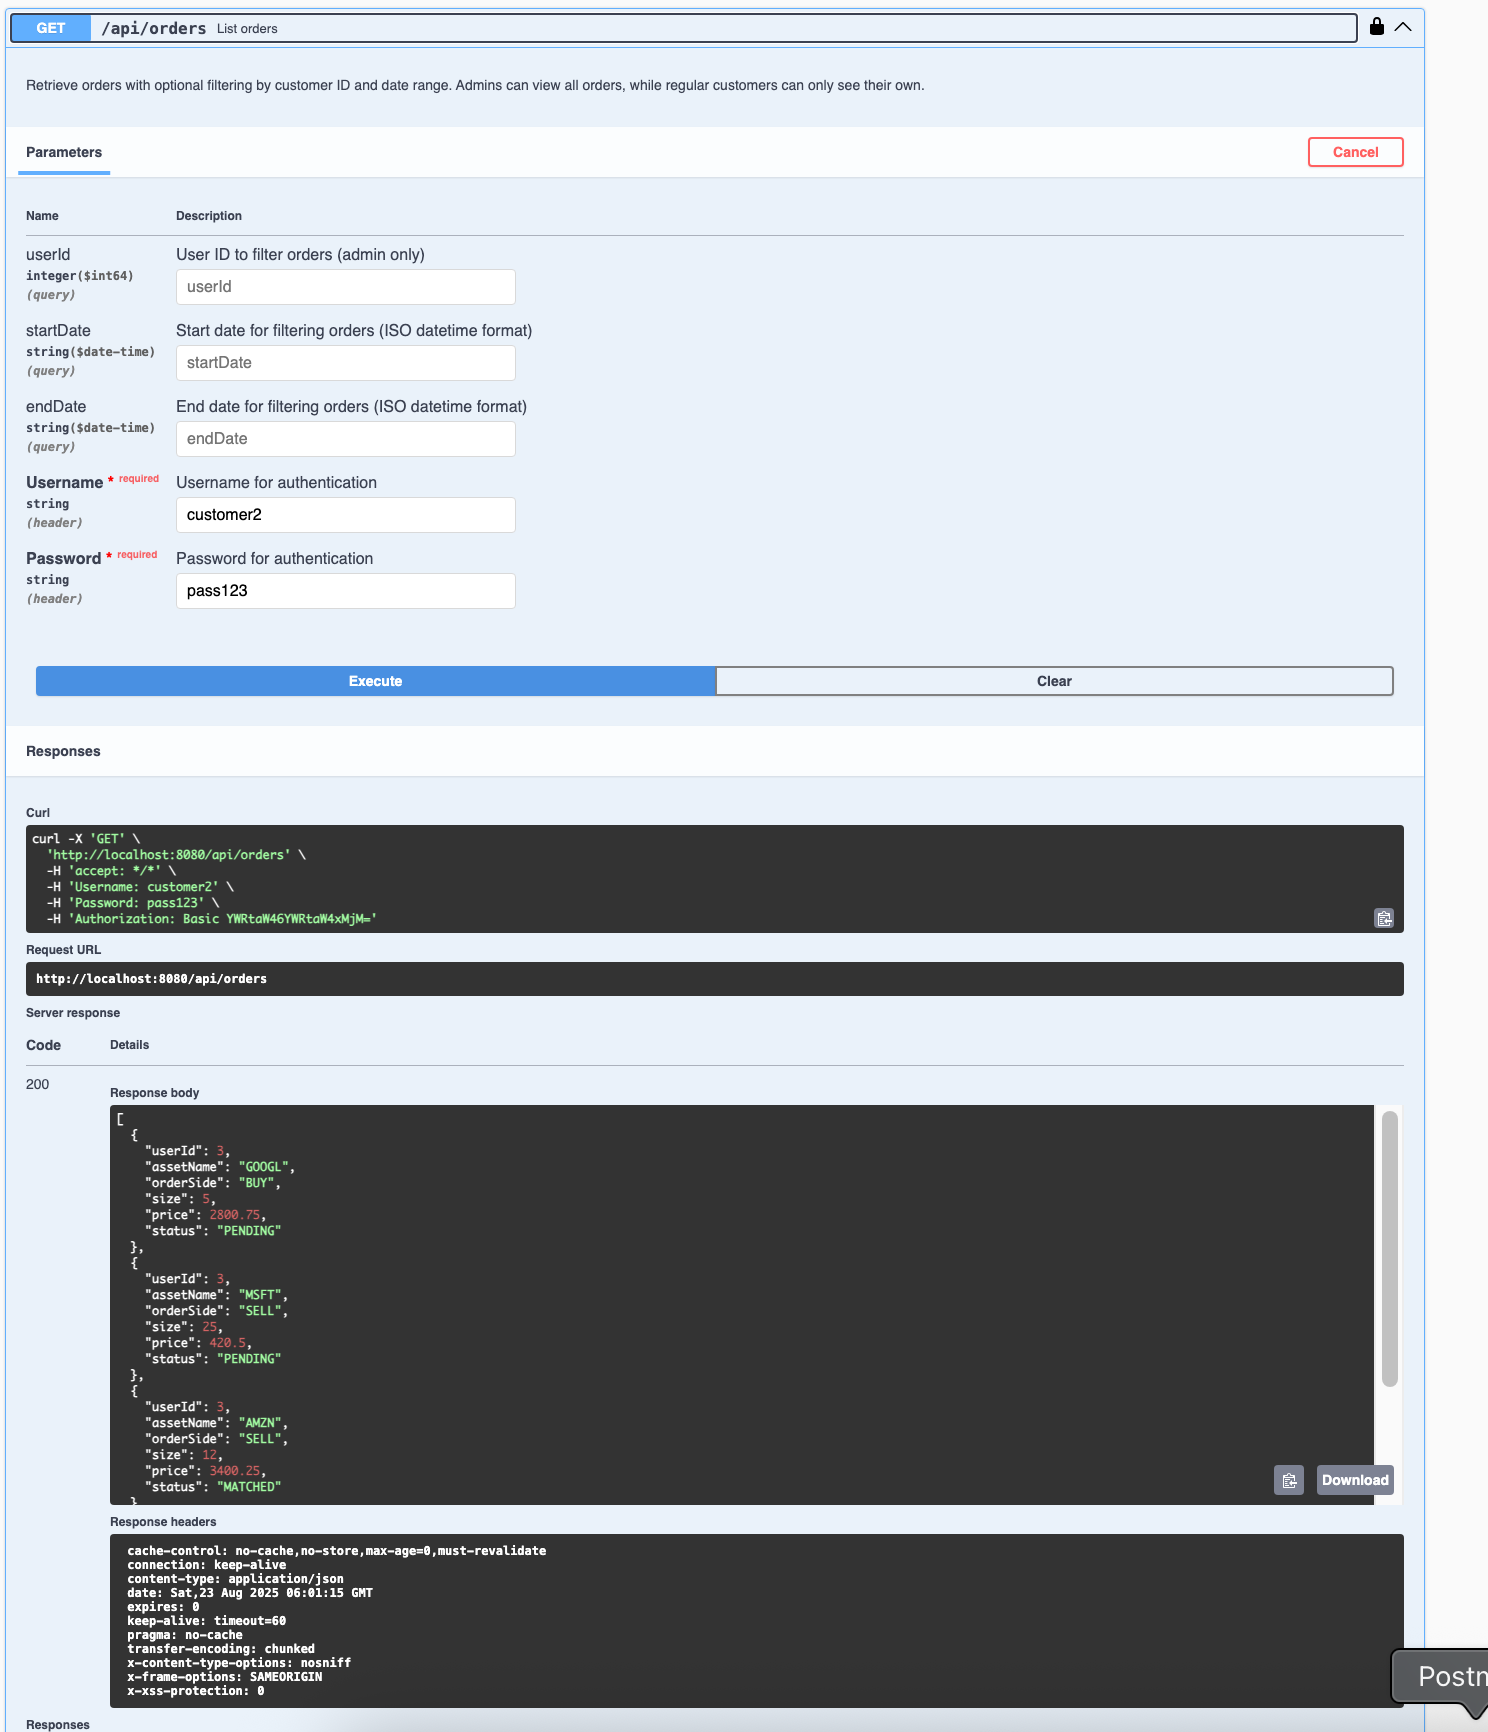 GET /api/orders List orders
Retrieve orders with optional filtering by customer ID and date range. Admins can view all orders, while regular customers can only see their own.
Parameters
Cancel
Name Description
userId
integer($int64)
(query)
User ID to filter orders (admin only)
userId
startDate
string($date-time)
(query)
Start date for filtering orders (ISO datetime format)
startDate
endDate
string($date-time)
(query)
End date for filtering orders (ISO datetime format)
endDate
Username * required
string
(header)
Username for authentication
customer2
Password * required
string
(header)
Password for authentication
pass123
Execute
Clear
Responses
Curl
curl -X 'GET' \
'http://localhost:8080/api/orders' \
-H 'accept: */*' \
-H 'Username: customer2' \
-H 'Password: pass123' \
-H 'Authorization: Basic YWRtaW46YWRtaW4xMjM='
Request URL
http://localhost:8080/api/orders
Server response
Code Details
200
Response body
[
{
"userId": 3,
"assetName": "GOOGL",
"orderSide": "BUY",
"size": 5,
"price": 2800.75,
"status": "PENDING"
},
{
"userId": 3,
"assetName": "MSFT",
"orderSide": "SELL",
"size": 25,
"price": 420.5,
"status": "PENDING"
},
{
"userId": 3,
"assetName": "AMZN",
"orderSide": "SELL",
"size": 12,
"price": 3400.25,
"status": "MATCHED"
}
Download
Response headers
cache-control: no-cache,no-store,max-age=0,must-revalidate
connection: keep-alive
content-type: application/json
date: Sat,23 Aug 2025 06:01:15 GMT
expires: 0
keep-alive: timeout=60
pragma: no-cache
transfer-encoding: chunked
x-content-type-options: nosniff
x-frame-options: SAMEORIGIN
x-xss-protection: 0
Responses